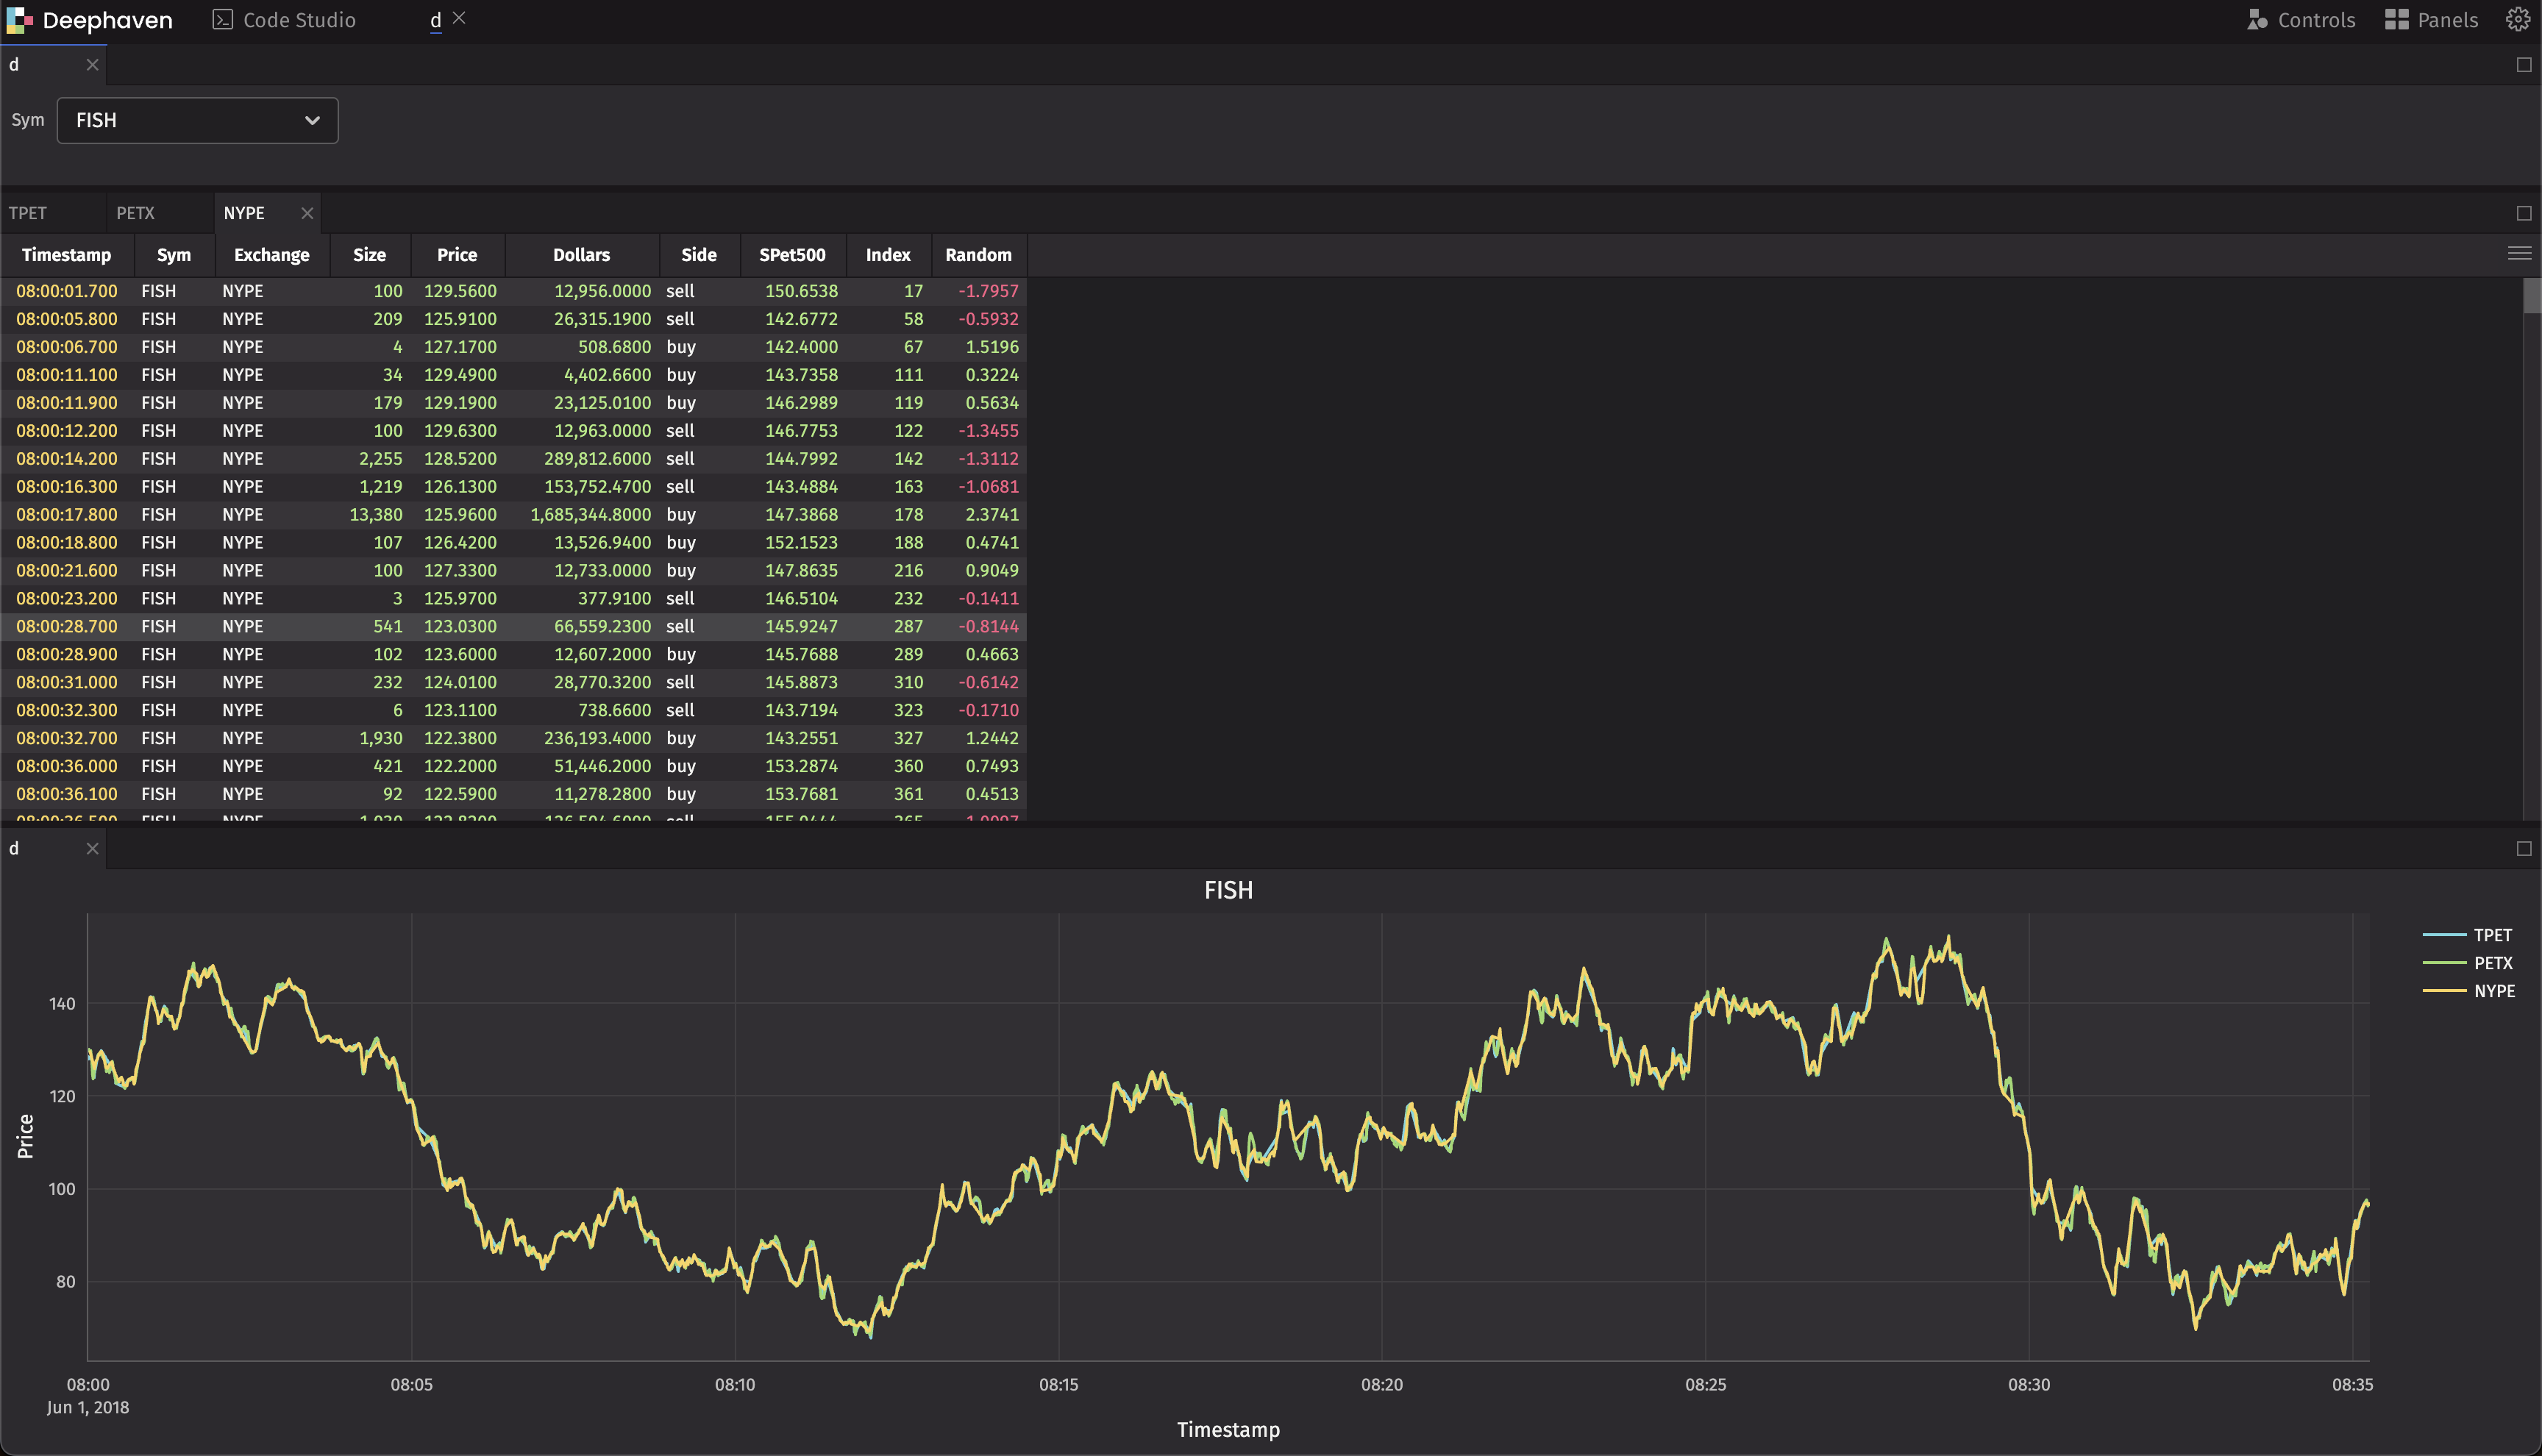 Deephaven Code Studio d Controls Panels
d
Sym FISH
TPET PETX NYPE
Timestamp Sym Exchange Size Price Dollars Side SPet500 Index Random
08:00:01.700 FISH NYPE 100 129.5600 12,956.0000 sell 150.6538 17 -1.7957
08:00:05.800 FISH NYPE 209 125.9100 26,315.1900 sell 142.6772 58 -0.5932
08:00:06.700 FISH NYPE 4 127.1700 508.6800 buy 142.4000 67 1.5196
08:00:11.100 FISH NYPE 34 129.4900 4,402.6600 buy 143.7358 111 0.3224
08:00:11.900 FISH NYPE 179 129.1900 23,125.0100 buy 146.2989 119 0.5634
08:00:12.200 FISH NYPE 100 129.6300 12,963.0000 sell 146.7753 122 -1.3455
08:00:14.200 FISH NYPE 2,255 128.5200 289,812.6000 sell 144.7992 142 -1.3112
08:00:16.300 FISH NYPE 1,219 126.1300 153,752.4700 sell 143.4884 163 -1.0681
08:00:17.800 FISH NYPE 13,380 125.9600 1,685,344.8000 buy 147.3868 178 2.3741
08:00:18.800 FISH NYPE 107 126.4200 13,526.9400 buy 152.1523 188 0.4741
08:00:21.600 FISH NYPE 100 127.3300 12,733.0000 buy 147.8635 216 0.9049
08:00:23.200 FISH NYPE 3 125.9700 377.9100 sell 146.5104 232 -0.1411
08:00:28.700 FISH NYPE 541 123.0300 66,559.2300 sell 145.9247 287 -0.8144
08:00:28.900 FISH NYPE 102 123.6000 12,607.2000 buy 145.7688 289 0.4663
08:00:31.000 FISH NYPE 232 124.0100 28,770.3200 sell 145.8873 310 -0.6142
08:00:32.300 FISH NYPE 6 123.1100 738.6600 sell 143.7194 323 -0.1710
08:00:32.700 FISH NYPE 1,930 122.3800 236,193.4000 buy 143.2551 327 1.2442
08:00:36.000 FISH NYPE 421 122.2000 51,446.2000 buy 153.2874 360 0.7493
08:00:36.100 FISH NYPE 92 122.5900 11,278.2800 buy 153.7681 361 0.4513
d
FISH
TPET
PETX
NYPE
140
120
100
80
Price
08:00 08:05 08:10 08:15 08:20 08:25 08:30 08:35
Jun 1, 2018
Timestamp